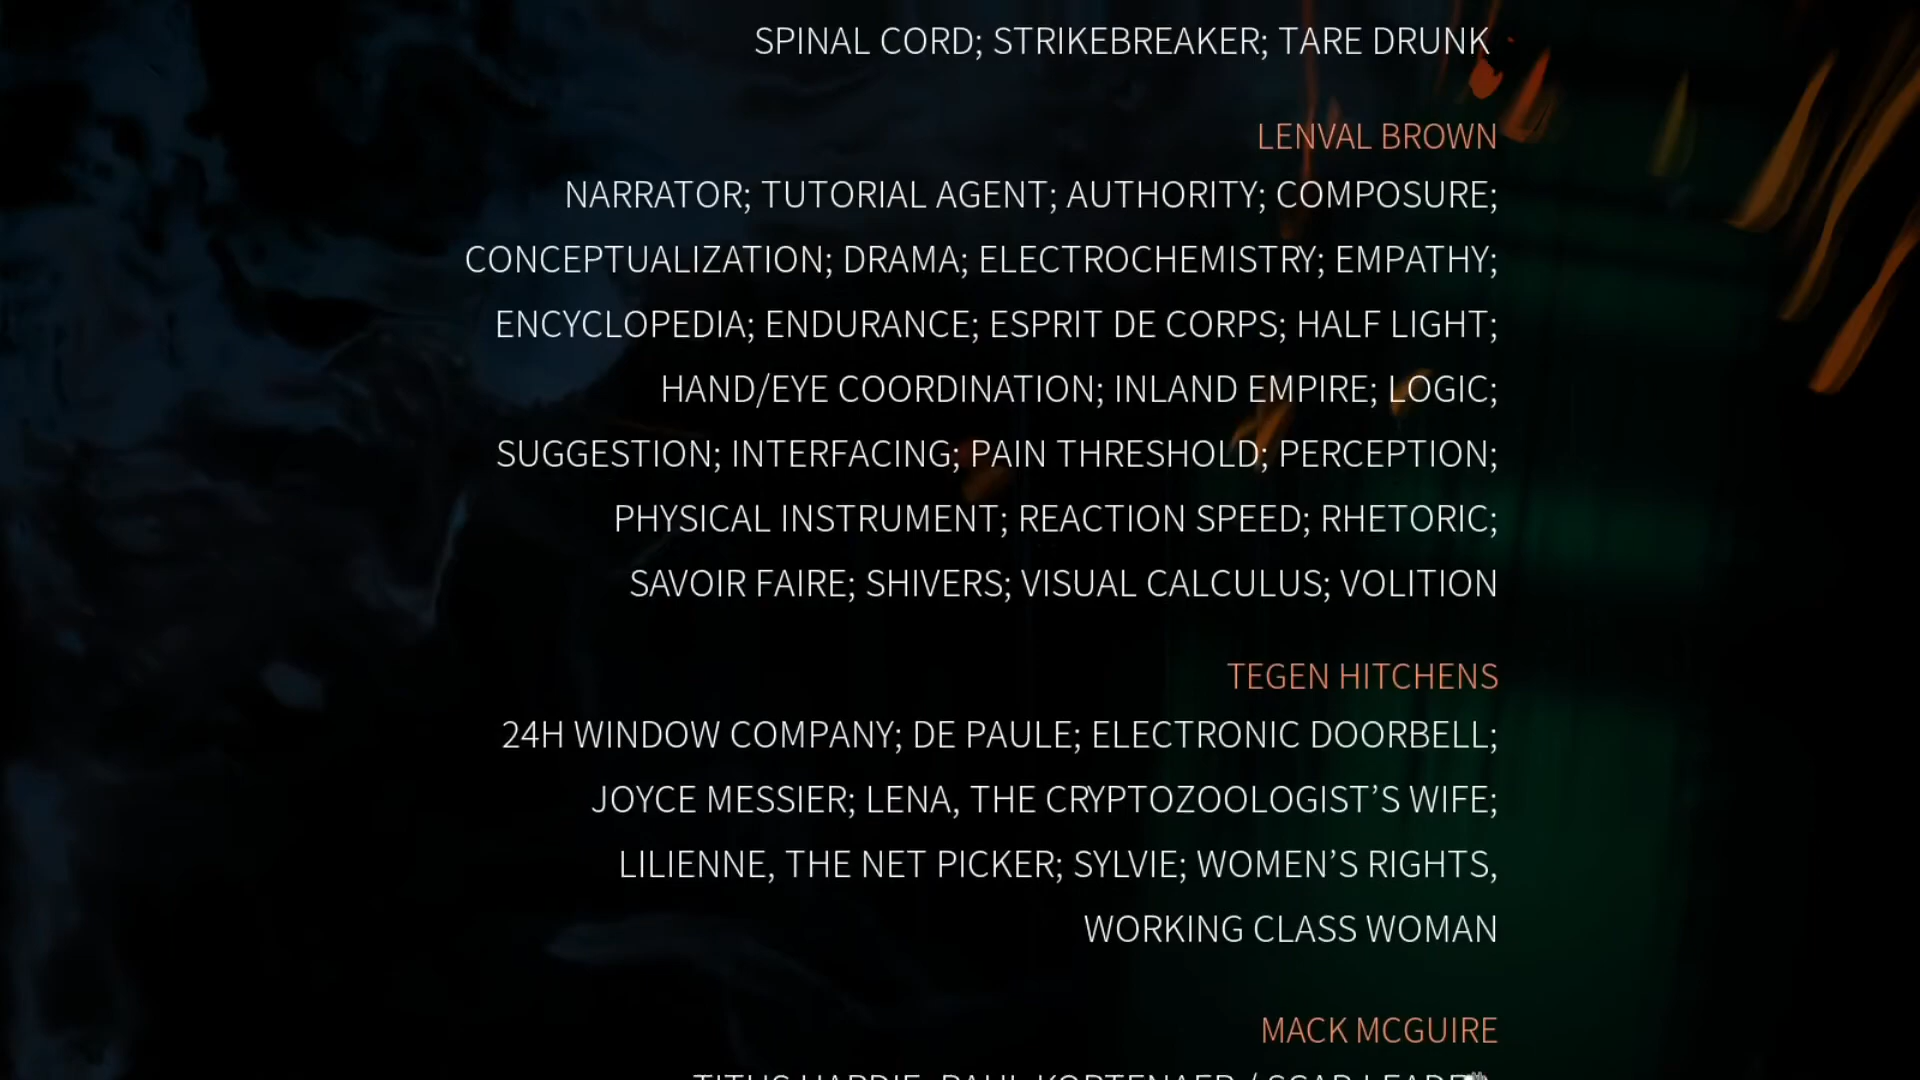 SPINAL CORD; STRIKEBREAKER; TARE DRUNK
LENVAL BROWN
NARRATOR; TUTORIAL AGENT; AUTHORITY; COMPOSURE;
CONCEPTUALIZATION; DRAMA; ELECTROCHEMISTRY; EMPATHY;
ENCYCLOPEDIA; ENDURANCE; ESPRIT DE CORPS; HALF LIGHT;
HAND/EYE COORDINATION; INLAND EMPIRE; LOGIC;
SUGGESTION; INTERFACING; PAIN THRESHOLD; PERCEPTION;
PHYSICAL INSTRUMENT; REACTION SPEED; RHETORIC;
SAVOIR FAIRE; SHIVERS; VISUAL CALCULUS; VOLITION
TEGEN HITCHENS
24H WINDOW COMPANY; DE PAULE; ELECTRONIC DOORBELL;
JOYCE MESSIER; LENA, THE CRYPTOZOOLOGIST’S WIFE;
LILIENNE, THE NET PICKER; SYLVIE; WOMEN’S RIGHTS,
WORKING CLASS WOMAN
MACK MCGUIRE